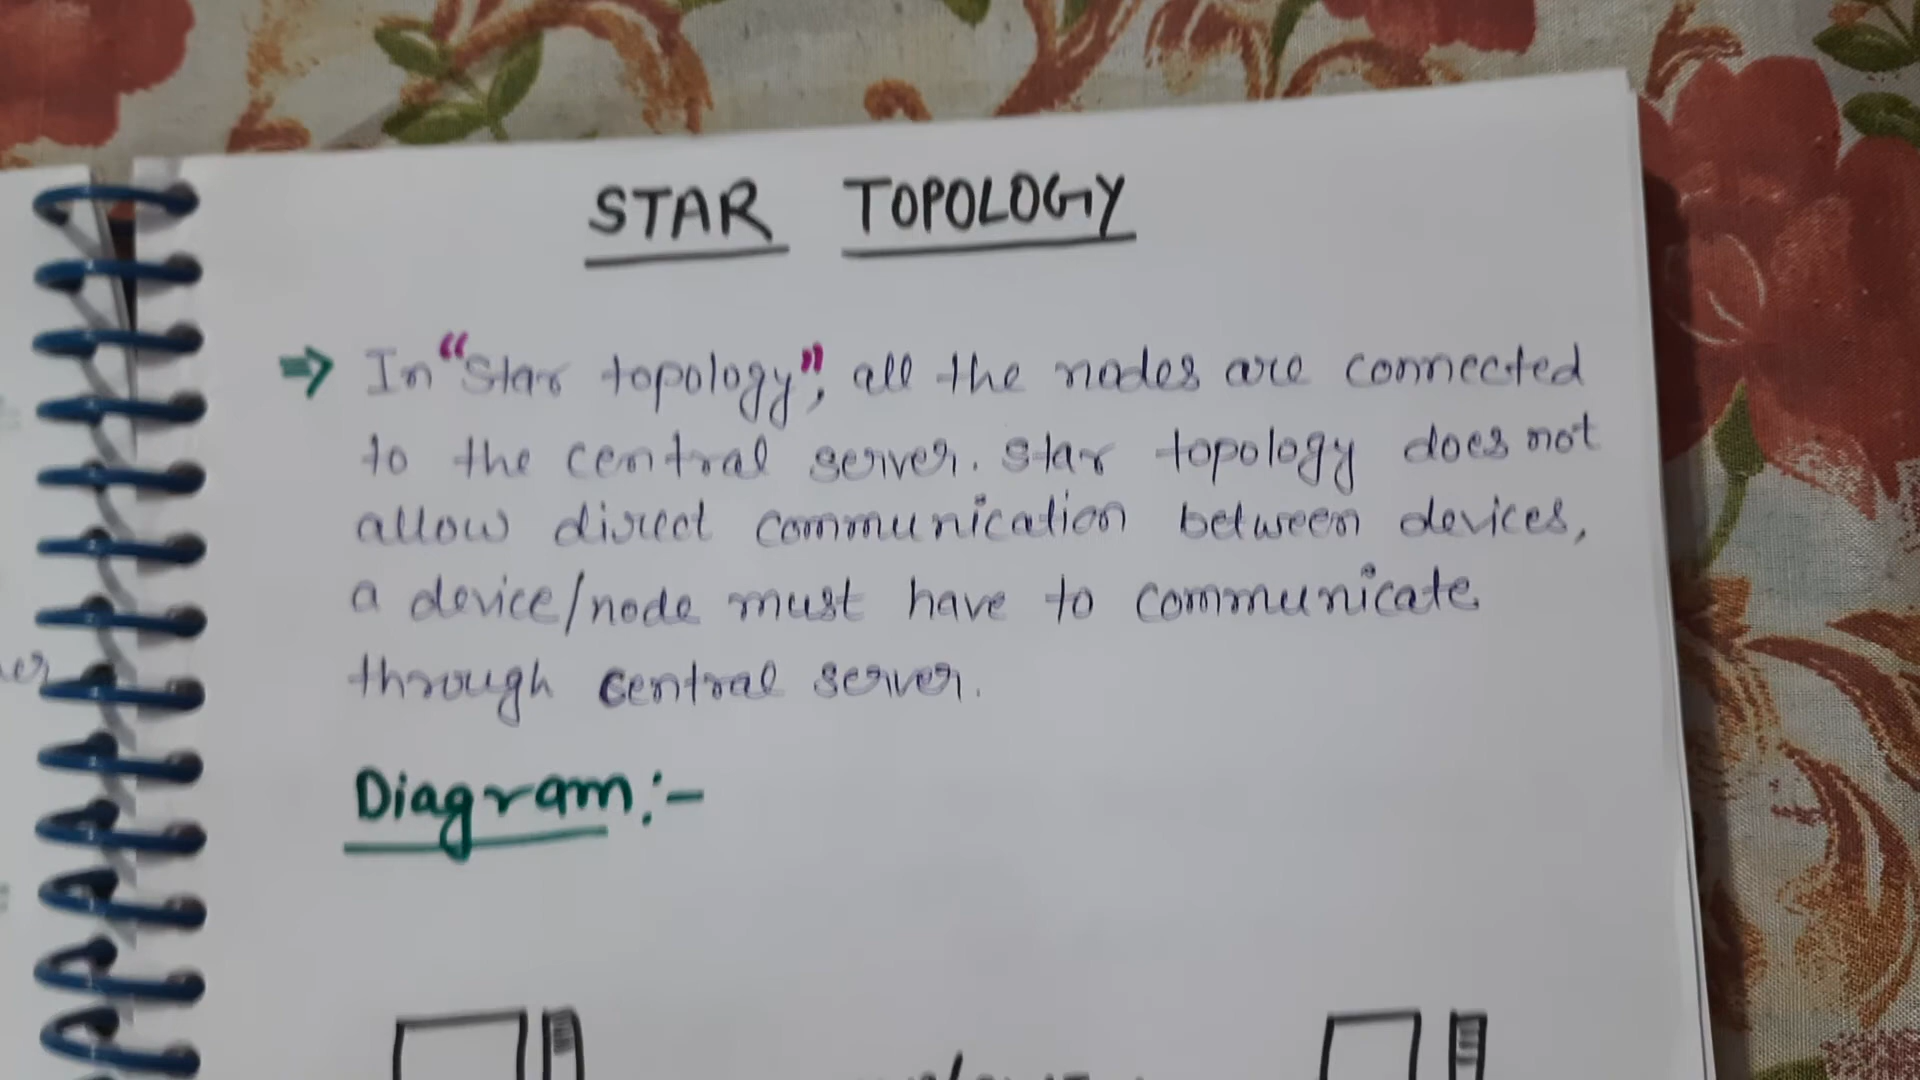 STAR TOPOLOGY
⇒ In "Star topology", all the nodes are connected
to the central server. Star topology does not
allow direct communication between devices,
a device/node must have to communicate
through central server.
Diagram:-